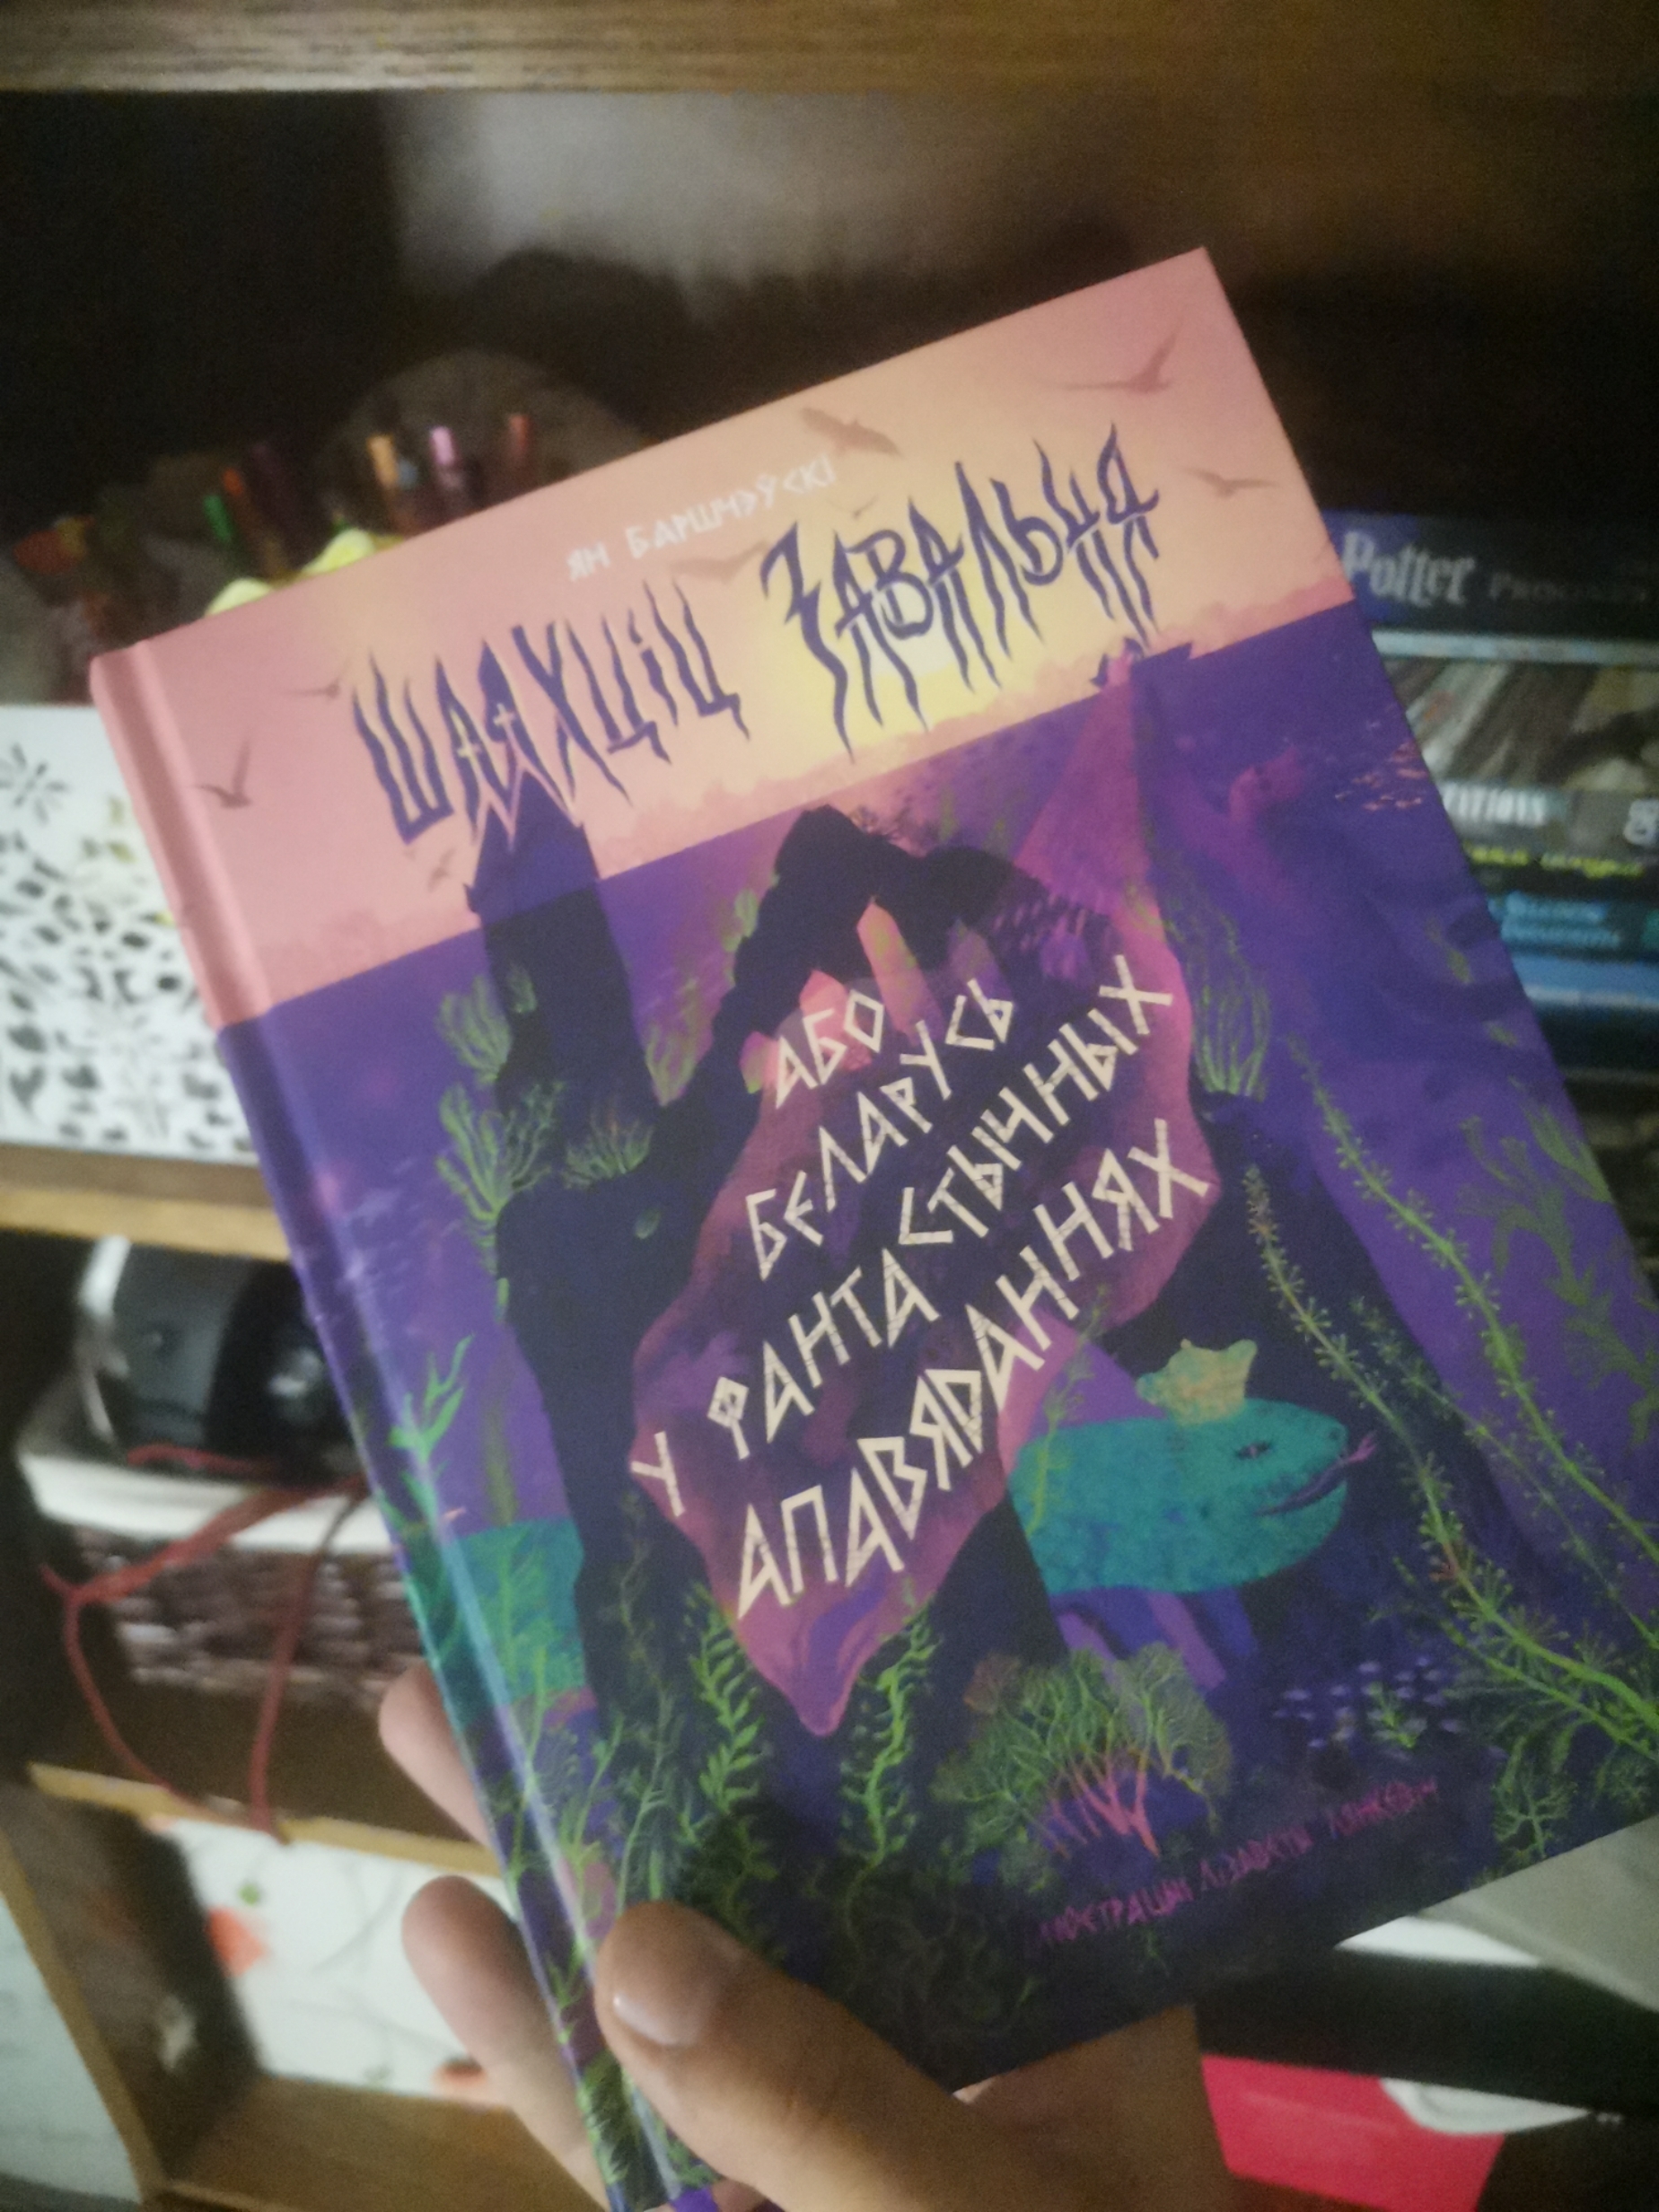 ЯН БАРШЧЭЎСКІ
ШЛЯХЦІЦ ЗАВАЛЬНЯ
АБО
БЕЛАРУСЬ
У ФАНТАСТЫЧНЫХ
АПАВЯДАННЯХ
Potter